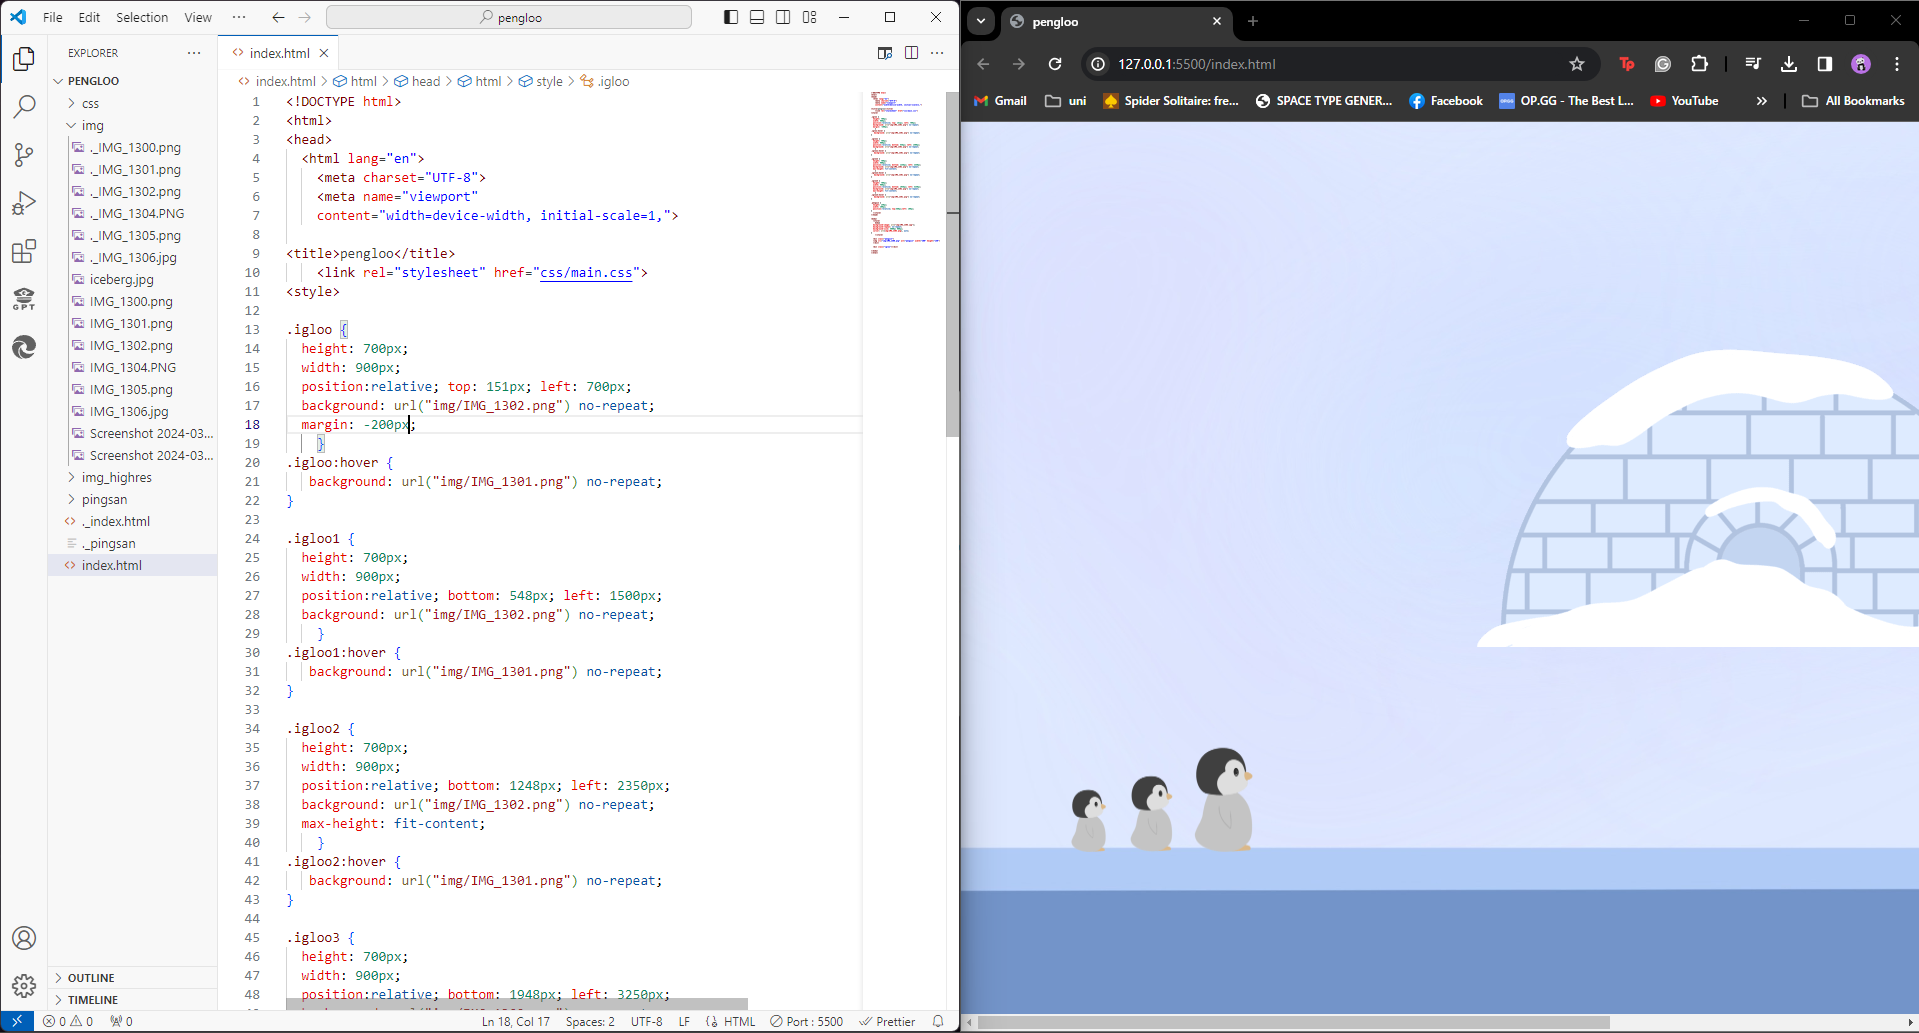 File Edit Selection View ··· pengloo
EXPLORER ···
PENGLOO
css
img
._IMG_1300.png
._IMG_1301.png
._IMG_1302.png
._IMG_1304.PNG
._IMG_1305.png
._IMG_1306.jpg
iceberg.jpg
IMG_1300.png
IMG_1301.png
IMG_1302.png
IMG_1304.PNG
IMG_1305.png
IMG_1306.jpg
Screenshot 2024-03...
Screenshot 2024-03...
img_highres
pingsan
._index.html
._pingsan
index.html
OUTLINE
TIMELINE
GPT
index.html
index.html > html > head > html > style > .igloo
1 <!DOCTYPE html>
2 <html>
3 <head>
4 <html lang="en">
5 <meta charset="UTF-8">
6 <meta name="viewport"
7 content="width=device-width, initial-scale=1,">
8
9 <title>pengloo</title>
10 <link rel="stylesheet" href="css/main.css">
11 <style>
12
13 .igloo {
14 height: 700px;
15 width: 900px;
16 position:relative; top: 151px; left: 700px;
17 background: url("img/IMG_1302.png") no-repeat;
18 margin: -200px;
19 }
20 .igloo:hover {
21 background: url("img/IMG_1301.png") no-repeat;
22 }
23
24 .igloo1 {
25 height: 700px;
26 width: 900px;
27 position:relative; bottom: 548px; left: 1500px;
28 background: url("img/IMG_1302.png") no-repeat;
29 }
30 .igloo1:hover {
31 background: url("img/IMG_1301.png") no-repeat;
32 }
33
34 .igloo2 {
35 height: 700px;
36 width: 900px;
37 position:relative; bottom: 1248px; left: 2350px;
38 background: url("img/IMG_1302.png") no-repeat;
39 max-height: fit-content;
40 }
41 .igloo2:hover {
42 background: url("img/IMG_1301.png") no-repeat;
43 }
44
45 .igloo3 {
46 height: 700px;
47 width: 900px;
48 position:relative; bottom: 1948px; left: 3250px;
0 0 0 Ln 18, Col 17 Spaces: 2 UTF-8 LF HTML Port : 5500 Prettier
pengloo
127.0.0.1:5500/index.html Tp
Gmail uni Spider Solitaire: fre... SPACE TYPE GENER... Facebook OP.GG - The Best L... YouTube » All Bookmarks